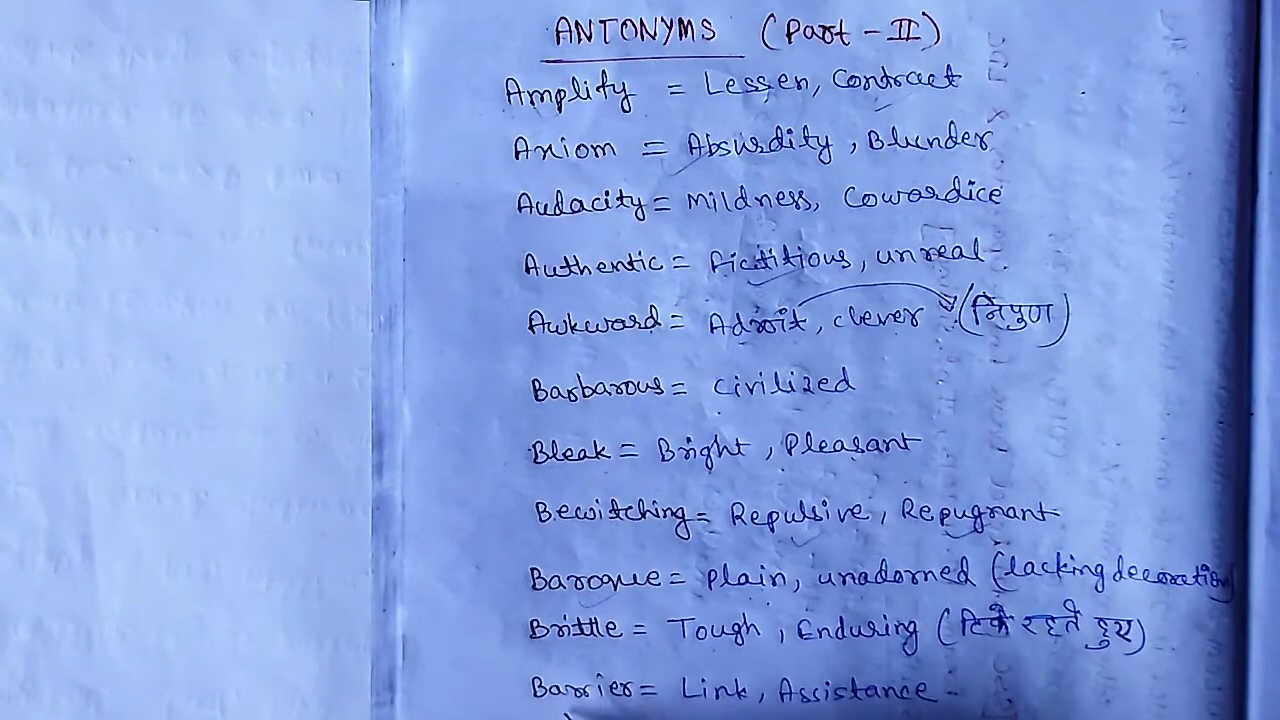 ANTONYMS (Part - II)
Amplify = Lessen, Contract
Axiom = Absurdity, Blunder
Audacity = Mildness, Cowardice
Authentic = Fictitious, unreal
Awkward = Adroit, clever (निपुण)
Barbarous = Civilized
Bleak = Bright, Pleasant
Bewitching = Repulsive, Repugnant
Baroque = Plain, unadorned (lacking decoration)
Brittle = Tough, Enduring (टिके रहते हुए)
Barrier = Link, Assistance